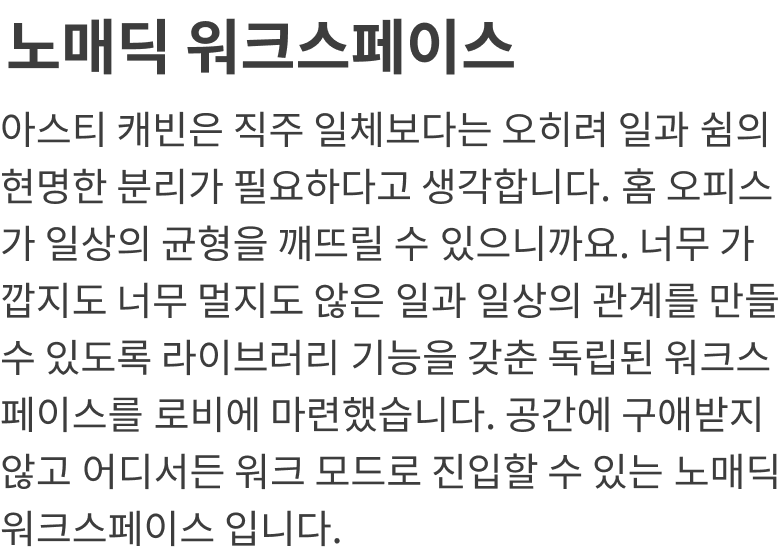 노매딕 워크스페이스
아스티 캐빈은 직주 일체보다는 오히려 일과 쉼의
현명한 분리가 필요하다고 생각합니다. 홈 오피스
가 일상의 균형을 깨뜨릴 수 있으니까요. 너무 가
깝지도 너무 멀지도 않은 일과 일상의 관계를 만들
수 있도록 라이브러리 기능을 갖춘 독립된 워크스
페이스를 로비에 마련했습니다. 공간에 구애받지
않고 어디서든 워크 모드로 진입할 수 있는 노매딕
워크스페이스 입니다.